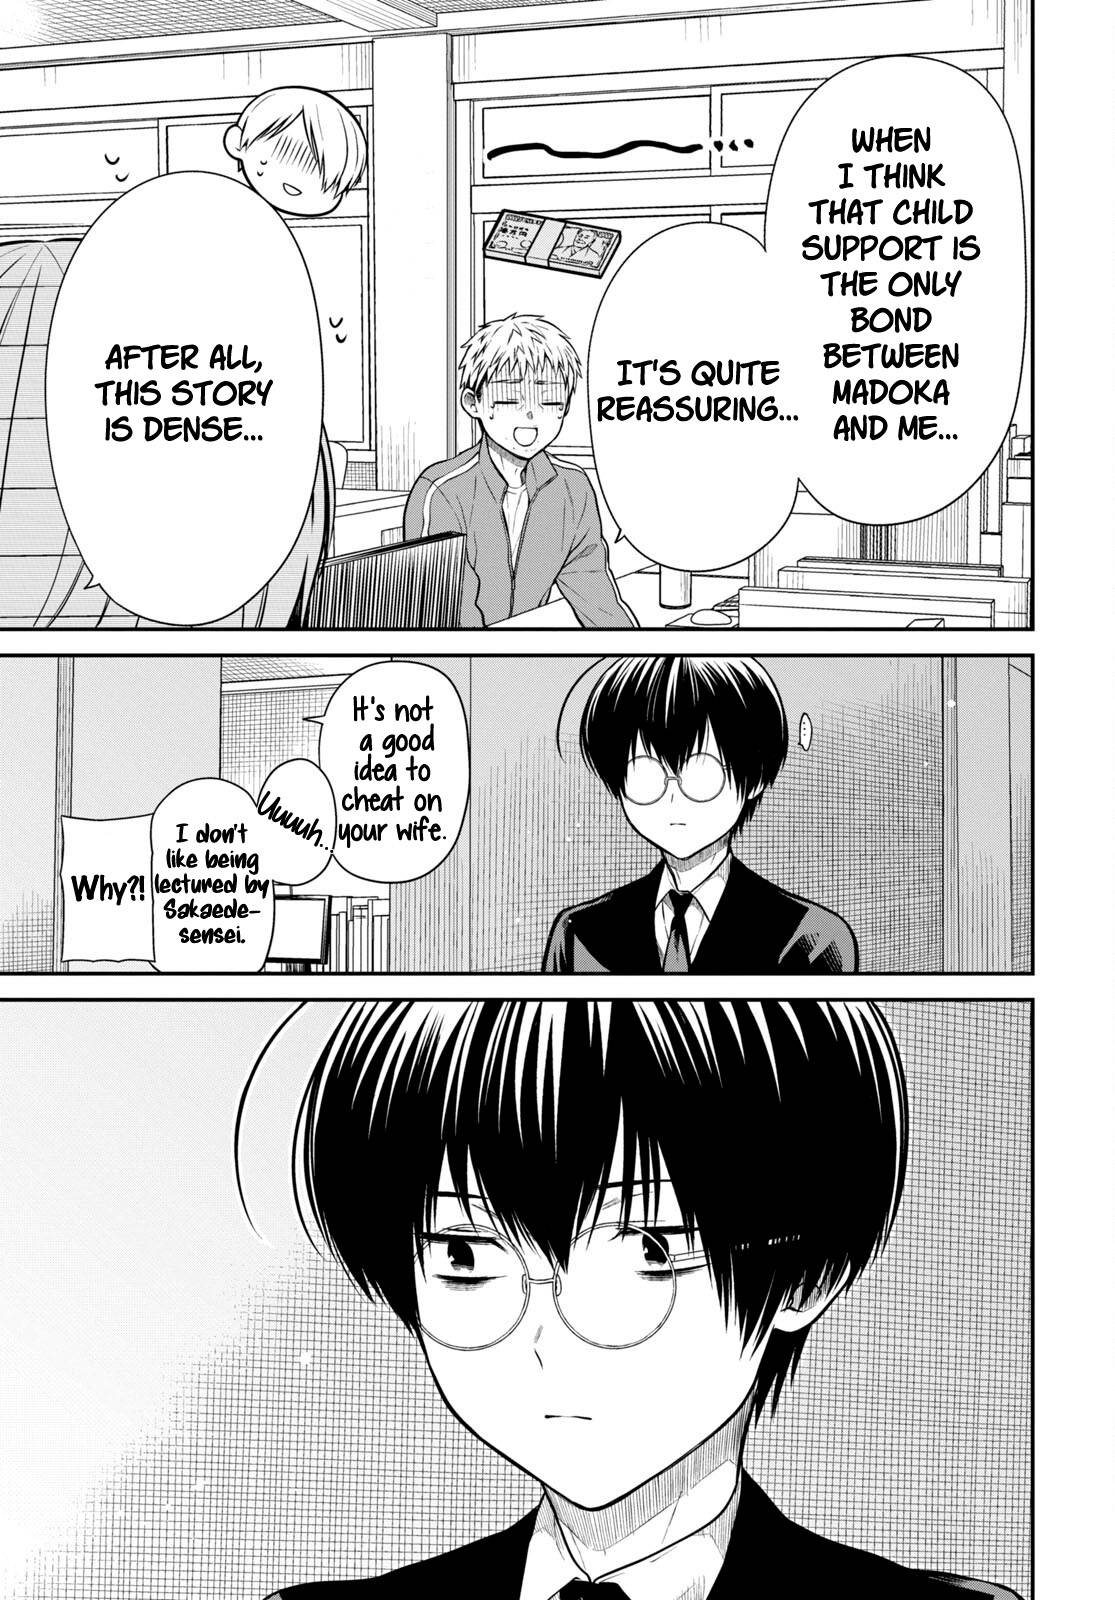 WHEN
I THINK
THAT CHILD
SUPPORT IS
THE ONLY
BOND
BETWEEN
MADOKA
AND ME...
IT'S QUITE
REASSURING...
AFTER ALL,
THIS STORY
IS DENSE...
It's not
a good
idea to
cheat on
your wife.
Uuuuh...
I don't
like being
lectured by
Sakaede-
sensei.
Why?!